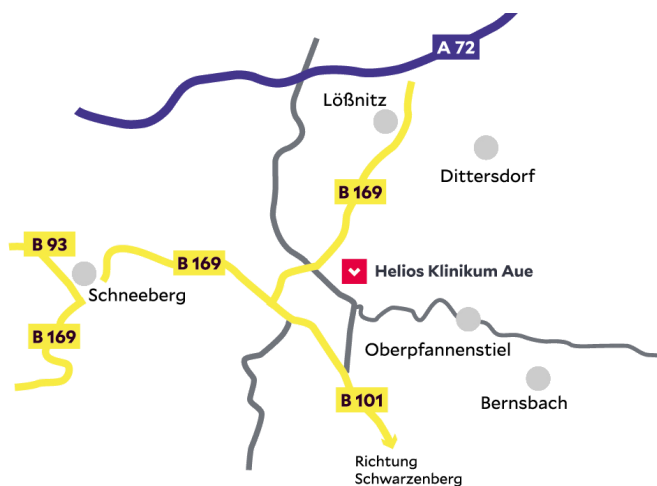 A 72
Lößnitz
Dittersdorf
B 169
B 93
B 169
Helios Klinikum Aue
Schneeberg
B 169
Oberpfannenstiel
B 101
Bernsbach
Richtung
Schwarzenberg